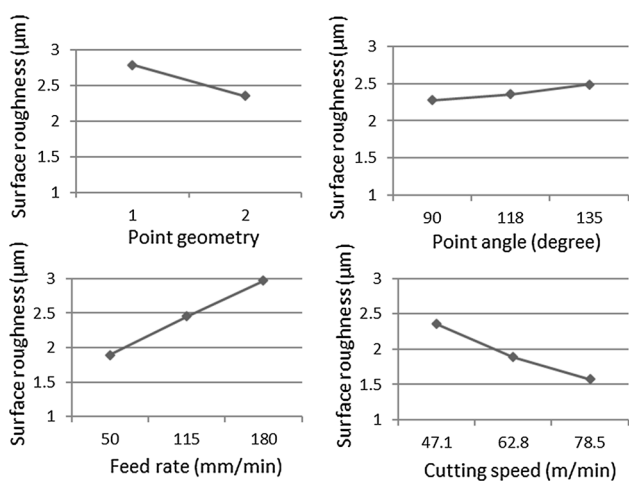 Surface roughness (μm)
3
2.5
2
1.5
1
1 2
Point geometry
Surface roughness (μm)
3
2.5
2
1.5
1
90 118 135
Point angle (degree)
Surface roughness (μm)
3
2.5
2
1.5
1
50 115 180
Feed rate (mm/min)
Surface roughness (μm)
3
2.5
2
1.5
1
47.1 62.8 78.5
Cutting speed (m/min)